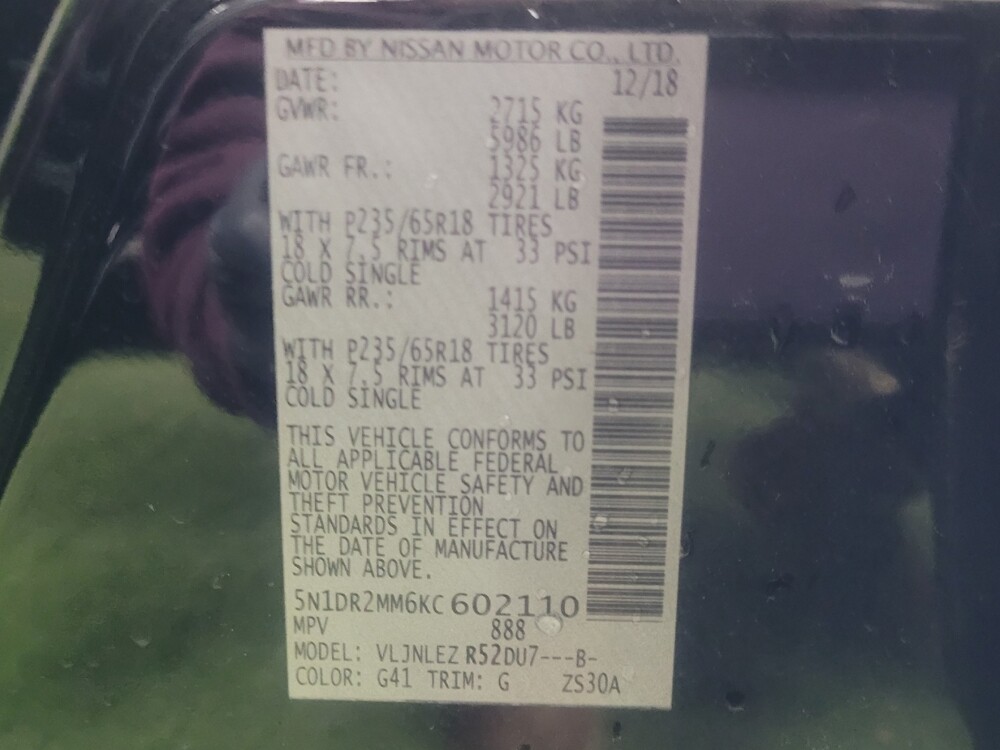 MFD BY NISSAN MOTOR CO., LTD.
DATE: 12/18
GVWR: 2715 KG
5986 LB
GAWR FR.: 1325 KG
2921 LB
WITH P235/65R18 TIRES
18 X 7.5 RIMS AT 33 PSI
COLD SINGLE
GAWR RR.: 1415 KG
3120 LB
WITH P235/65R18 TIRES
18 X 7.5 RIMS AT 33 PSI
COLD SINGLE
THIS VEHICLE CONFORMS TO
ALL APPLICABLE FEDERAL
MOTOR VEHICLE SAFETY AND
THEFT PREVENTION
STANDARDS IN EFFECT ON
THE DATE OF MANUFACTURE
SHOWN ABOVE.
5N1DR2MM6KC602110
MPV 888
MODEL: VLJNLEZ R52DU7---B-
COLOR: G41 TRIM: G ZS30A